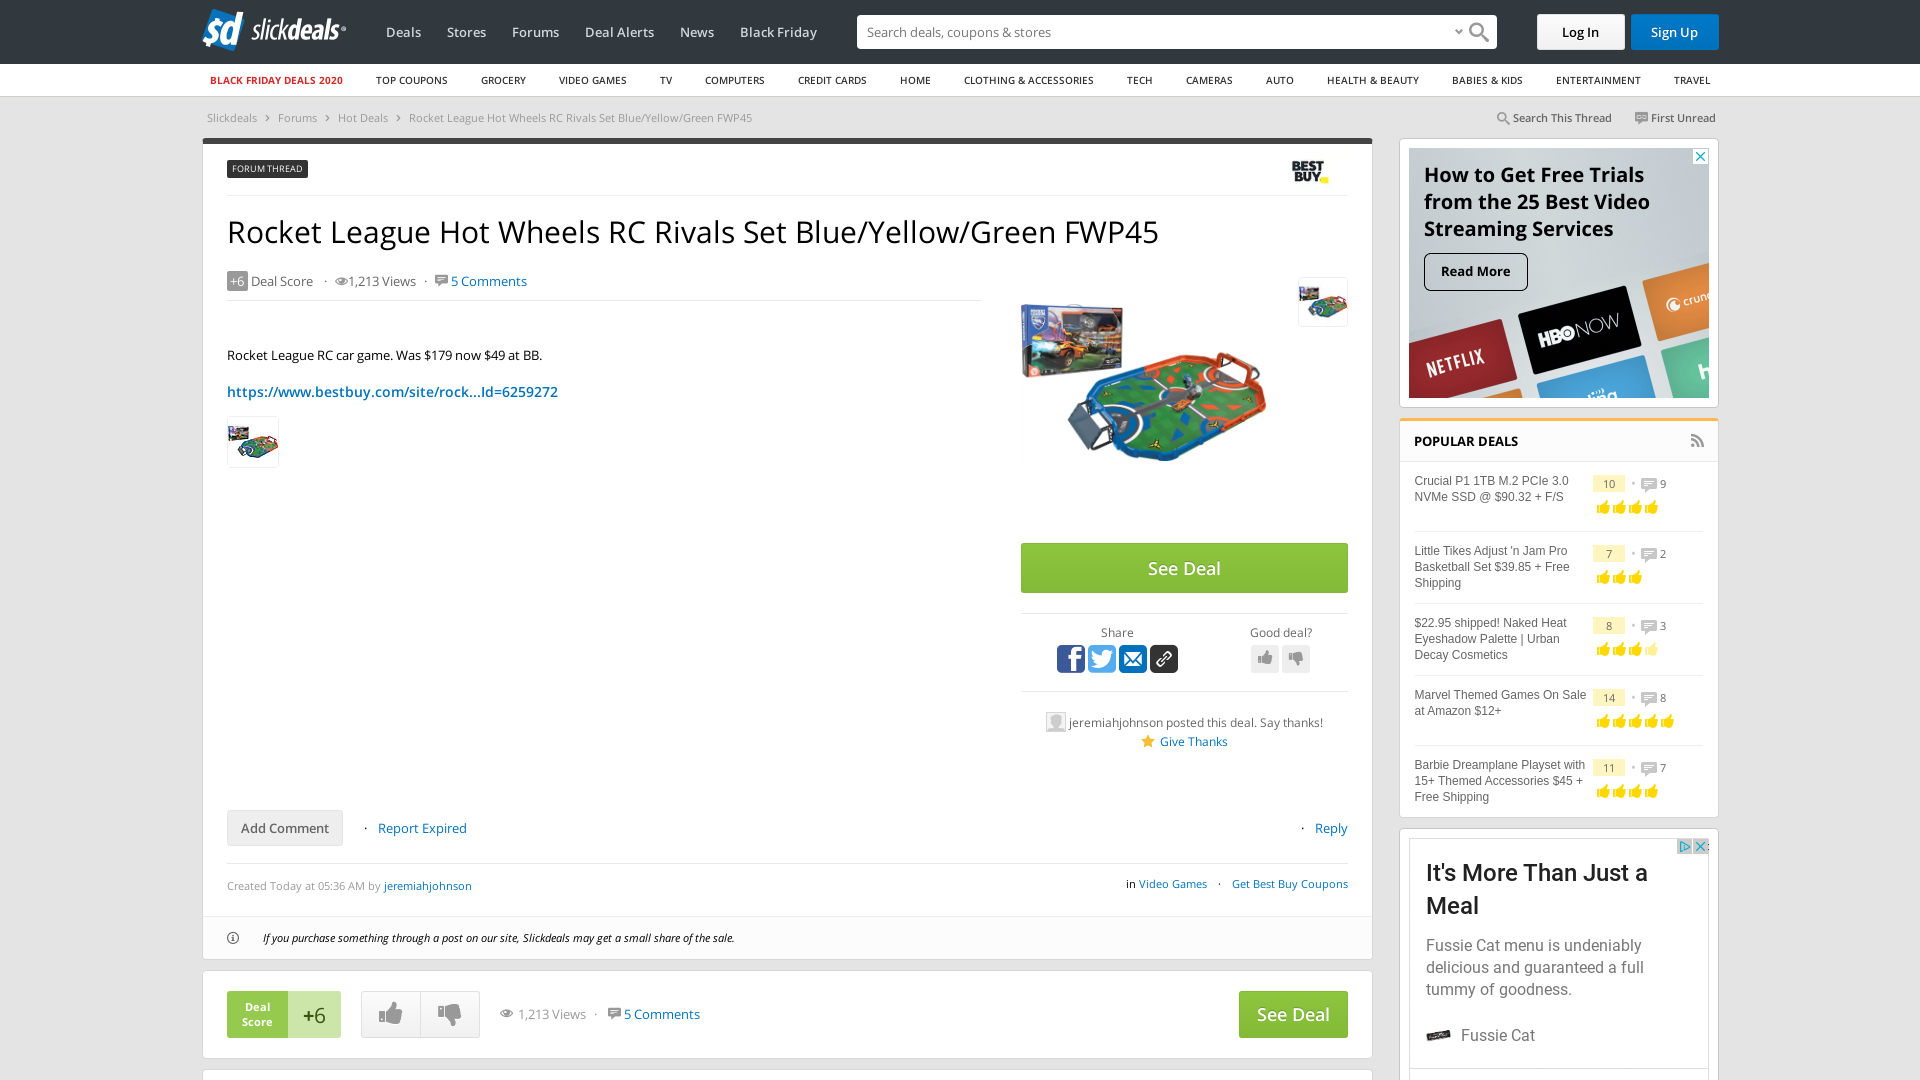 slickdeals
Deals Stores Forums Deal Alerts News Black Friday
Search deals, coupons & stores
Log In Sign Up
BLACK FRIDAY DEALS 2020 TOP COUPONS GROCERY VIDEO GAMES TV COMPUTERS CREDIT CARDS HOME CLOTHING & ACCESSORIES TECH CAMERAS AUTO HEALTH & BEAUTY BABIES & KIDS ENTERTAINMENT TRAVEL
Slickdeals › Forums › Hot Deals › Rocket League Hot Wheels RC Rivals Set Blue/Yellow/Green FWP45
Search This Thread First Unread
FORUM THREAD
BEST
BUY
Rocket League Hot Wheels RC Rivals Set Blue/Yellow/Green FWP45
+6 Deal Score · 1,213 Views · 5 Comments
Rocket League RC car game. Was $179 now $49 at BB.
https://www.bestbuy.com/site/rock...Id=6259272
See Deal
Share Good deal?
jeremiahjohnson posted this deal. Say thanks!
Give Thanks
Add Comment · Report Expired
· Reply
Created Today at 05:36 AM by jeremiahjohnson
in Video Games · Get Best Buy Coupons
If you purchase something through a post on our site, Slickdeals may get a small share of the sale.
Deal
Score
+6
1,213 Views · 5 Comments
See Deal
How to Get Free Trials
from the 25 Best Video
Streaming Services
Read More
NETFLIX
HBO NOW
crunc
h
ling
POPULAR DEALS
Crucial P1 1TB M.2 PCIe 3.0
NVMe SSD @ $90.32 + F/S
10 • 9
Little Tikes Adjust 'n Jam Pro
Basketball Set $39.85 + Free
Shipping
7 • 2
$22.95 shipped! Naked Heat
Eyeshadow Palette | Urban
Decay Cosmetics
8 • 3
Marvel Themed Games On Sale
at Amazon $12+
14 • 8
Barbie Dreamplane Playset with
15+ Themed Accessories $45 +
Free Shipping
11 • 7
It's More Than Just a
Meal
Fussie Cat menu is undeniably
delicious and guaranteed a full
tummy of goodness.
Fussie Cat